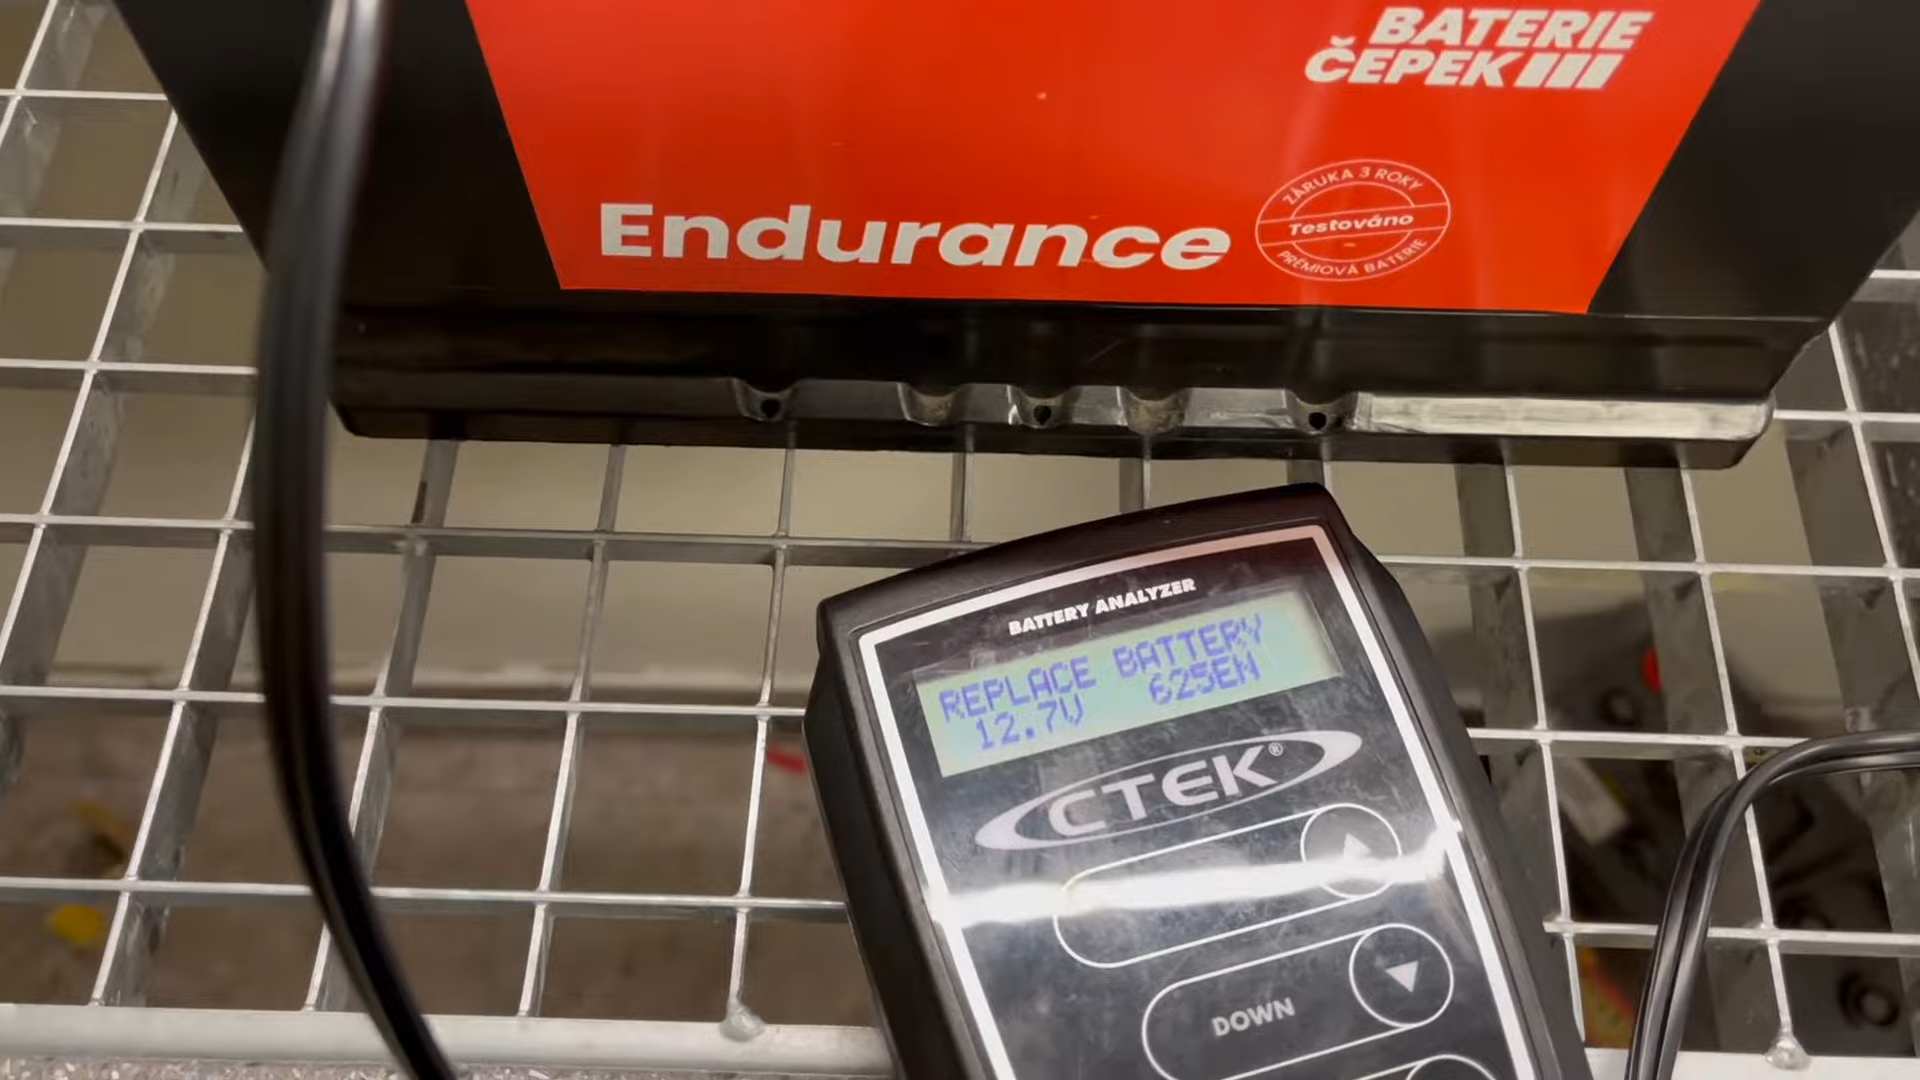 BATERIE
ČEPEK
Endurance
ZÁRUKA 3 ROKY
Testováno
PRÉMIOVÁ BATERIE
BATTERY ANALYZER
REPLACE BATTERY
12.7V 625EN
CTEK®
DOWN